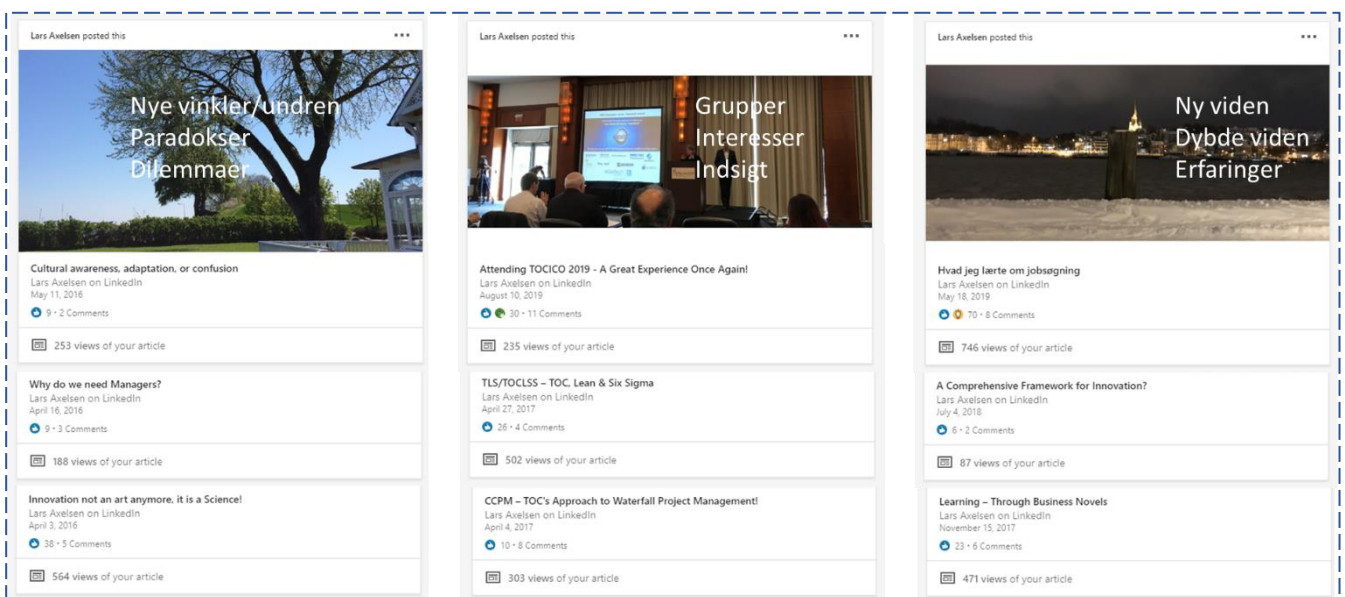 Lars Axelsen posted this
Nye vinkler/undren
Paradokser
Dilemmaer
Cultural awareness, adaptation, or confusion
Lars Axelsen on LinkedIn
May 11, 2016
9 · 2 Comments
253 views of your article
Why do we need Managers?
Lars Axelsen on LinkedIn
April 16, 2016
9 · 3 Comments
188 views of your article
Innovation not an art anymore, it is a Science!
Lars Axelsen on LinkedIn
April 3, 2016
38 · 5 Comments
564 views of your article
Lars Axelsen posted this
Grupper
Interesser
Indsigt
Attending TOCICO 2019 - A Great Experience Once Again!
Lars Axelsen on LinkedIn
August 10, 2019
30 · 11 Comments
235 views of your article
TLS/TOCLSS – TOC, Lean & Six Sigma
Lars Axelsen on LinkedIn
April 27, 2017
26 · 4 Comments
502 views of your article
CCPM – TOC's Approach to Waterfall Project Management!
Lars Axelsen on LinkedIn
April 4, 2017
10 · 8 Comments
303 views of your article
Lars Axelsen posted this
Ny viden
Dybde viden
Erfaringer
Hvad jeg lærte om jobsøgning
Lars Axelsen on LinkedIn
May 18, 2019
70 · 8 Comments
746 views of your article
A Comprehensive Framework for Innovation?
Lars Axelsen on LinkedIn
July 4, 2018
6 · 2 Comments
87 views of your article
Learning – Through Business Novels
Lars Axelsen on LinkedIn
November 15, 2017
23 · 6 Comments
471 views of your article